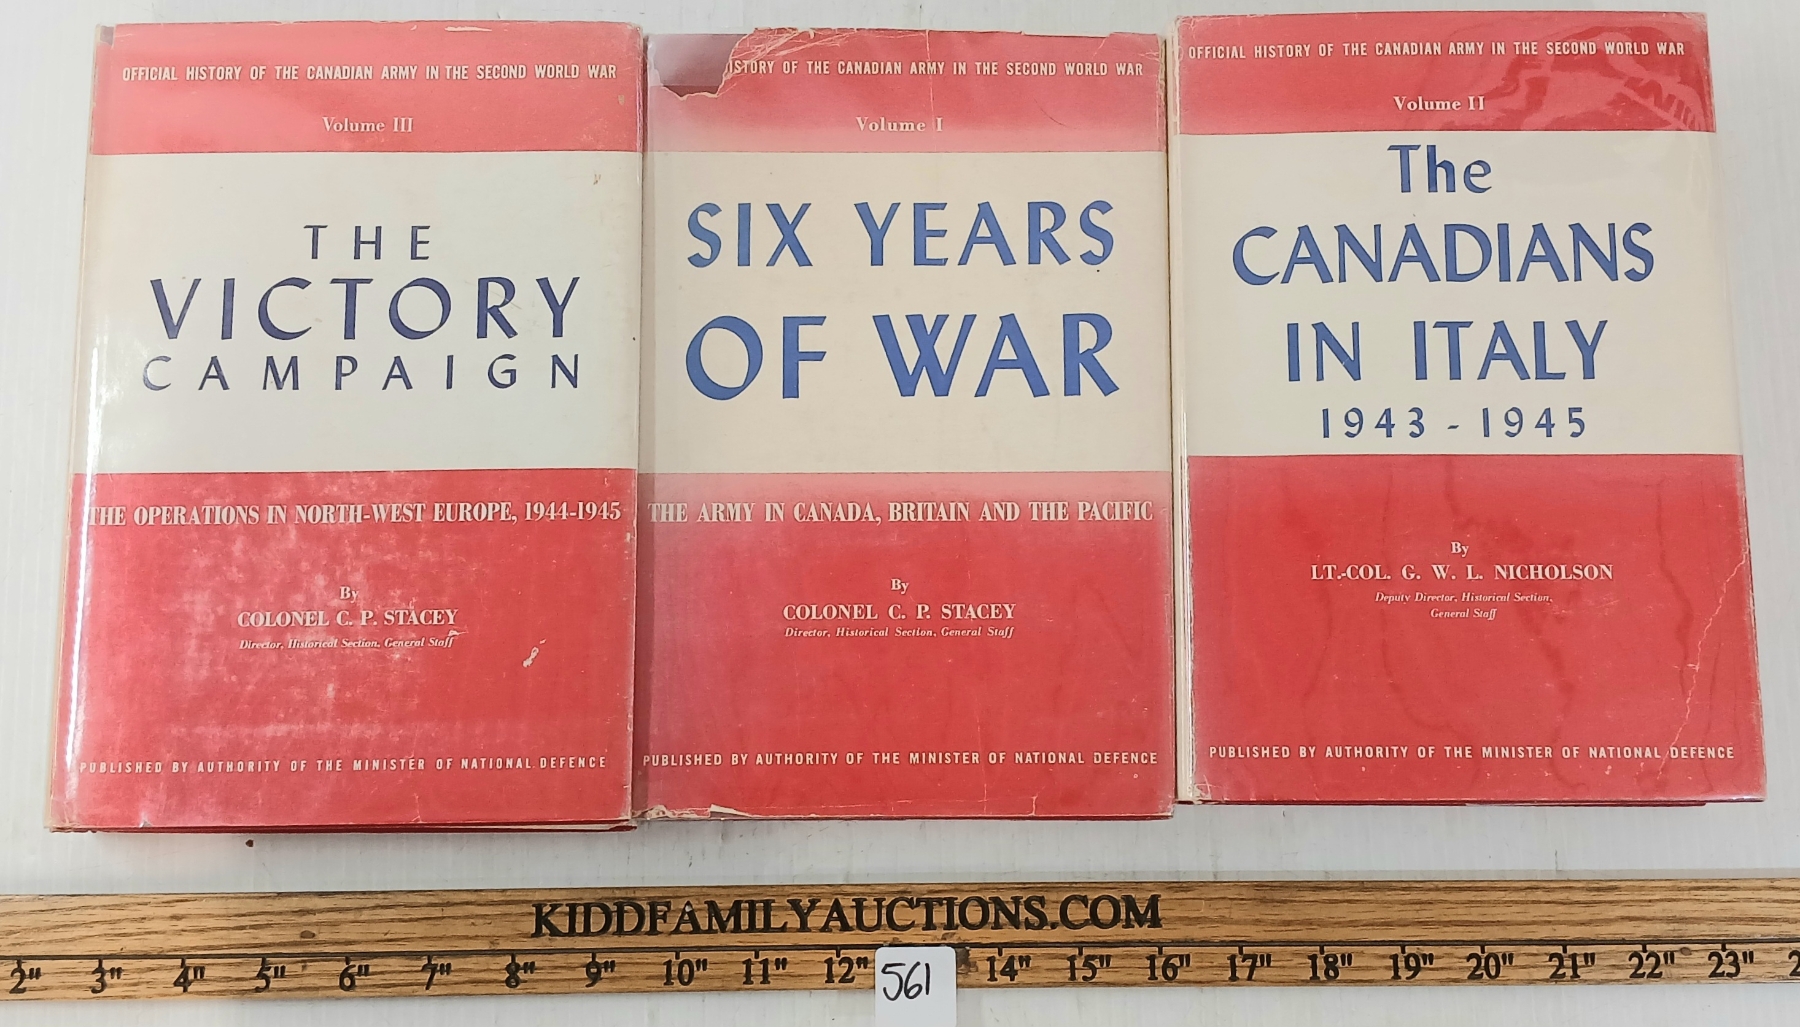 OFFICIAL HISTORY OF THE CANADIAN ARMY IN THE SECOND WORLD WAR
Volume III
THE
VICTORY
CAMPAIGN
THE OPERATIONS IN NORTH-WEST EUROPE, 1944-1945
By
COLONEL C. P. STACEY
Director, Historical Section, General Staff
PUBLISHED BY AUTHORITY OF THE MINISTER OF NATIONAL DEFENCE
ISTORY OF THE CANADIAN ARMY IN THE SECOND WORLD WAR
Volume I
SIX YEARS
OF WAR
THE ARMY IN CANADA, BRITAIN AND THE PACIFIC
By
COLONEL C. P. STACEY
Director, Historical Section, General Staff
PUBLISHED BY AUTHORITY OF THE MINISTER OF NATIONAL DEFENCE
OFFICIAL HISTORY OF THE CANADIAN ARMY IN THE SECOND WORLD WAR
Volume II
The
CANADIANS
IN ITALY
1943 - 1945
By
LT.-COL. G. W. L. NICHOLSON
Deputy Director, Historical Section,
General Staff
PUBLISHED BY AUTHORITY OF THE MINISTER OF NATIONAL DEFENCE
KIDDFAMILYAUCTIONS.COM
2" 3" 4" 5" 6" 7" 8" 9" 10" 11" 12" 561 14" 15" 16" 17" 18" 19" 20" 21" 22" 23"